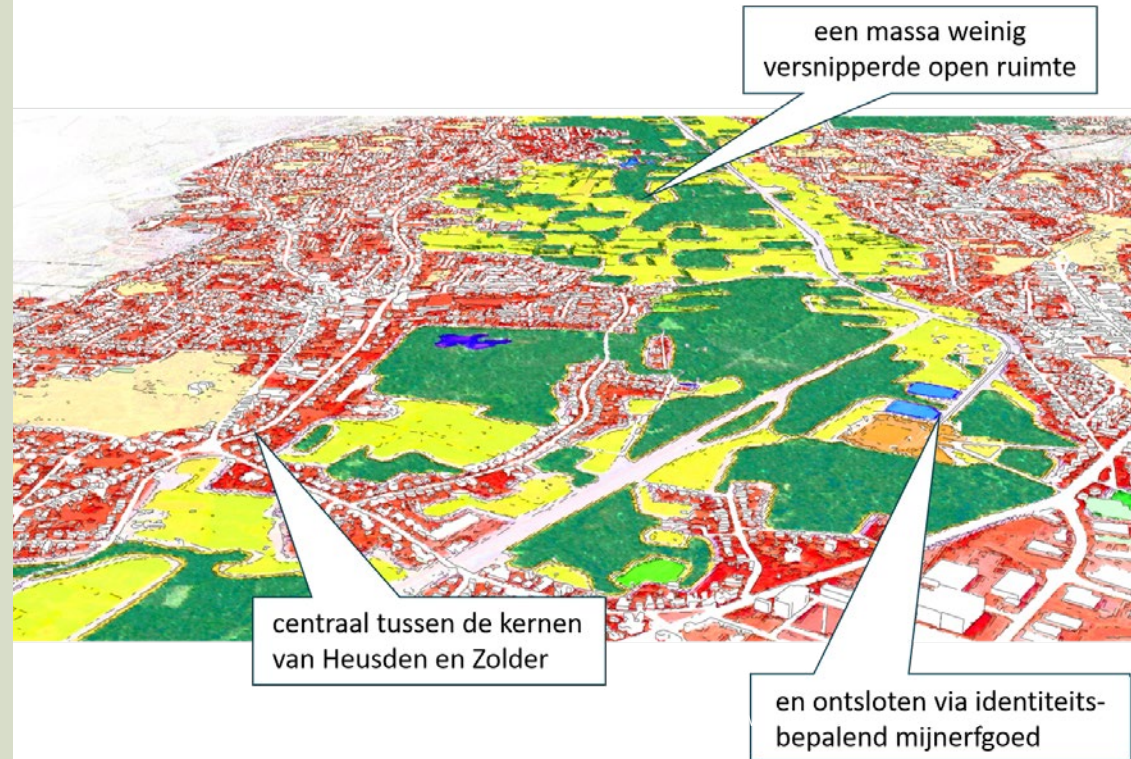 een massa weinig
versnipperde open ruimte
centraal tussen de kernen
van Heusden en Zolder
en ontsloten via identiteits-
bepalend mijnerfgoed